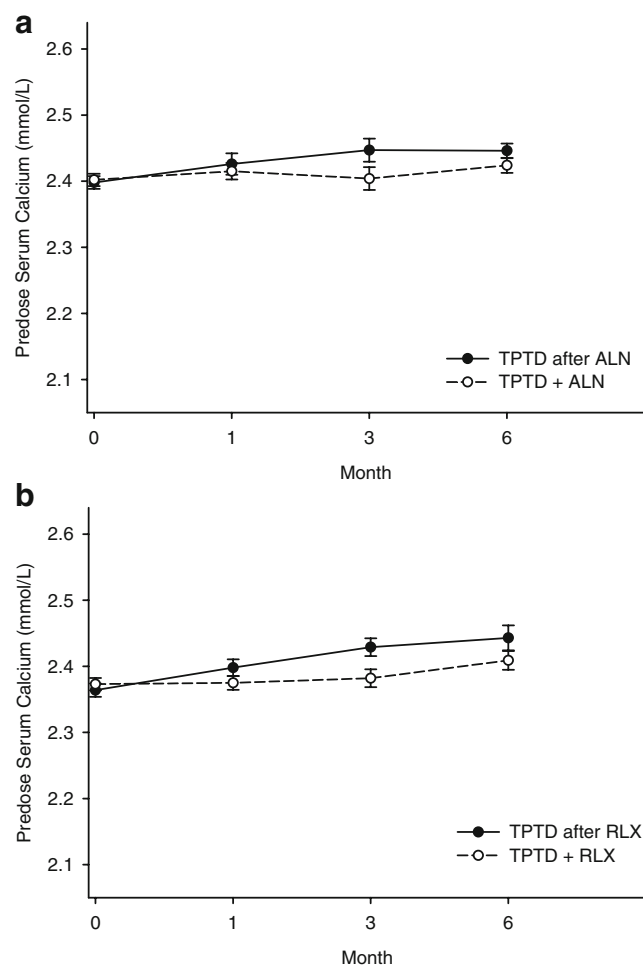 a
2.6
2.5
2.4
2.3
2.2
2.1
Predose Serum Calcium (mmol/L)
TPTD after ALN
TPTD + ALN
0 1 3 6
Month
b
2.6
2.5
2.4
2.3
2.2
2.1
Predose Serum Calcium (mmol/L)
TPTD after RLX
TPTD + RLX
0 1 3 6
Month